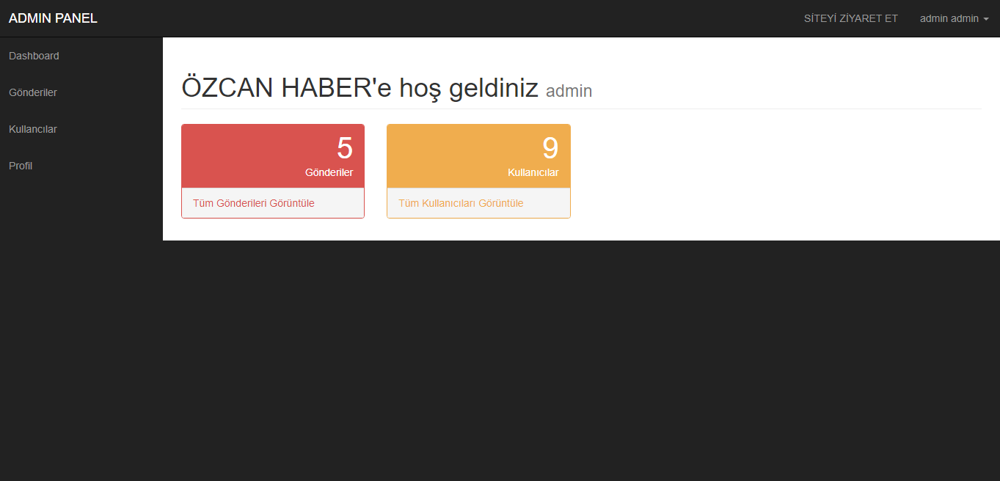 ADMIN PANEL
SİTEYİ ZİYARET ET
admin admin
Dashboard
Gönderiler
Kullancılar
Profil
ÖZCAN HABER'e hoş geldiniz admin
5
Gönderiler
Tüm Gönderileri Görüntüle
9
Kullanıcılar
Tüm Kullanıcıları Görüntüle